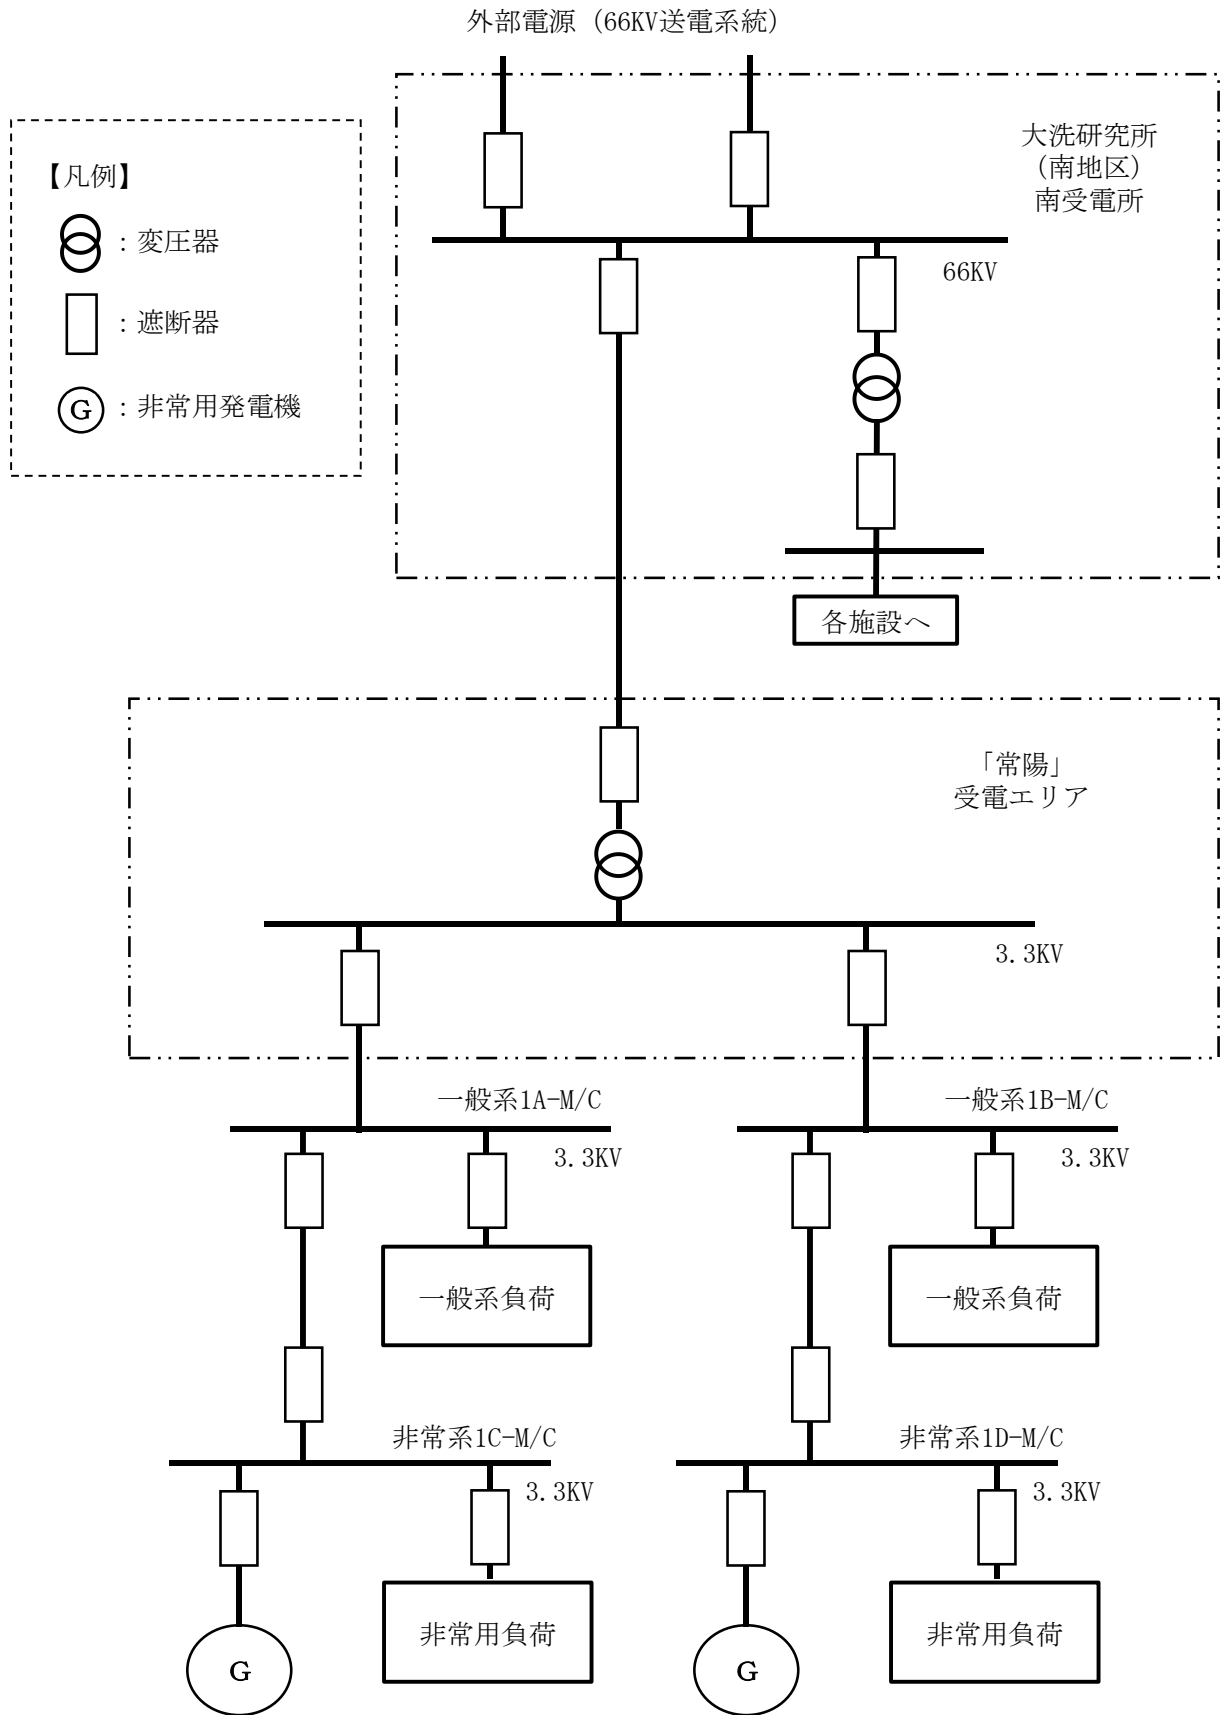 外部電源（66KV送電系統）
大洗研究所
（南地区）
南受電所
【凡例】
：変圧器
：遮断器
G ：非常用発電機
66KV
各施設へ
「常陽」
受電エリア
3.3KV
一般系1A-M/C
一般系1B-M/C
3.3KV
3.3KV
一般系負荷
一般系負荷
非常系1C-M/C
非常系1D-M/C
3.3KV
3.3KV
非常用負荷
非常用負荷
G
G